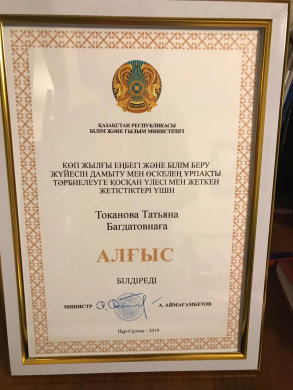 ҚАЗАҚСТАН РЕСПУБЛИКАСЫ
БІЛІМ ЖӘНЕ ҒЫЛЫМ МИНИСТРЛІГІ
КӨП ЖЫЛҒЫ ЕҢБЕГІ ЖӘНЕ БІЛІМ БЕРУ
ЖҮЙЕСІН ДАМЫТУ МЕН ӨСКЕЛЕҢ ҰРПАҚТЫ
ТӘРБИЕЛЕУГЕ ҚОСҚАН ҮЛЕСІ МЕН ЖЕТКЕН
ЖЕТІСТІКТЕРІ ҮШІН
Токанова Татьяна
Багдатовнаға
АЛҒЫС
БІЛДІРЕДІ
МИНИСТР А. АЙМАҒАМБЕТОВ
Нұр-Сұлтан - 2019